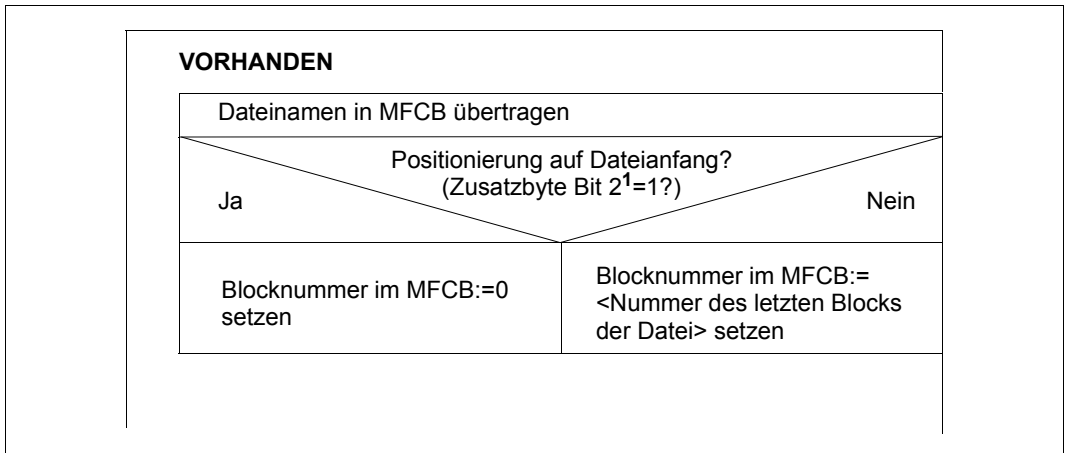 VORHANDEN
Dateinamen in MFCB übertragen
Positionierung auf Dateianfang?
(Zusatzbyte Bit 2¹=1?)
Ja
Nein
Blocknummer im MFCB:=0
setzen
Blocknummer im MFCB:=
<Nummer des letzten Blocks
der Datei> setzen